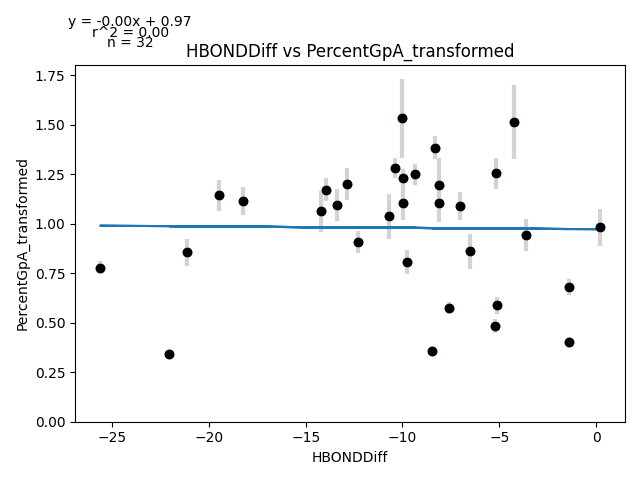 y = -0.00x + 0.97
r^2 = 0.00
n = 32
HBONDDiff vs PercentGpA_transformed
1.75
1.50
1.25
1.00
0.75
0.50
0.25
0.00
PercentGpA_transformed
−25 −20 −15 −10 −5 0
HBONDDiff